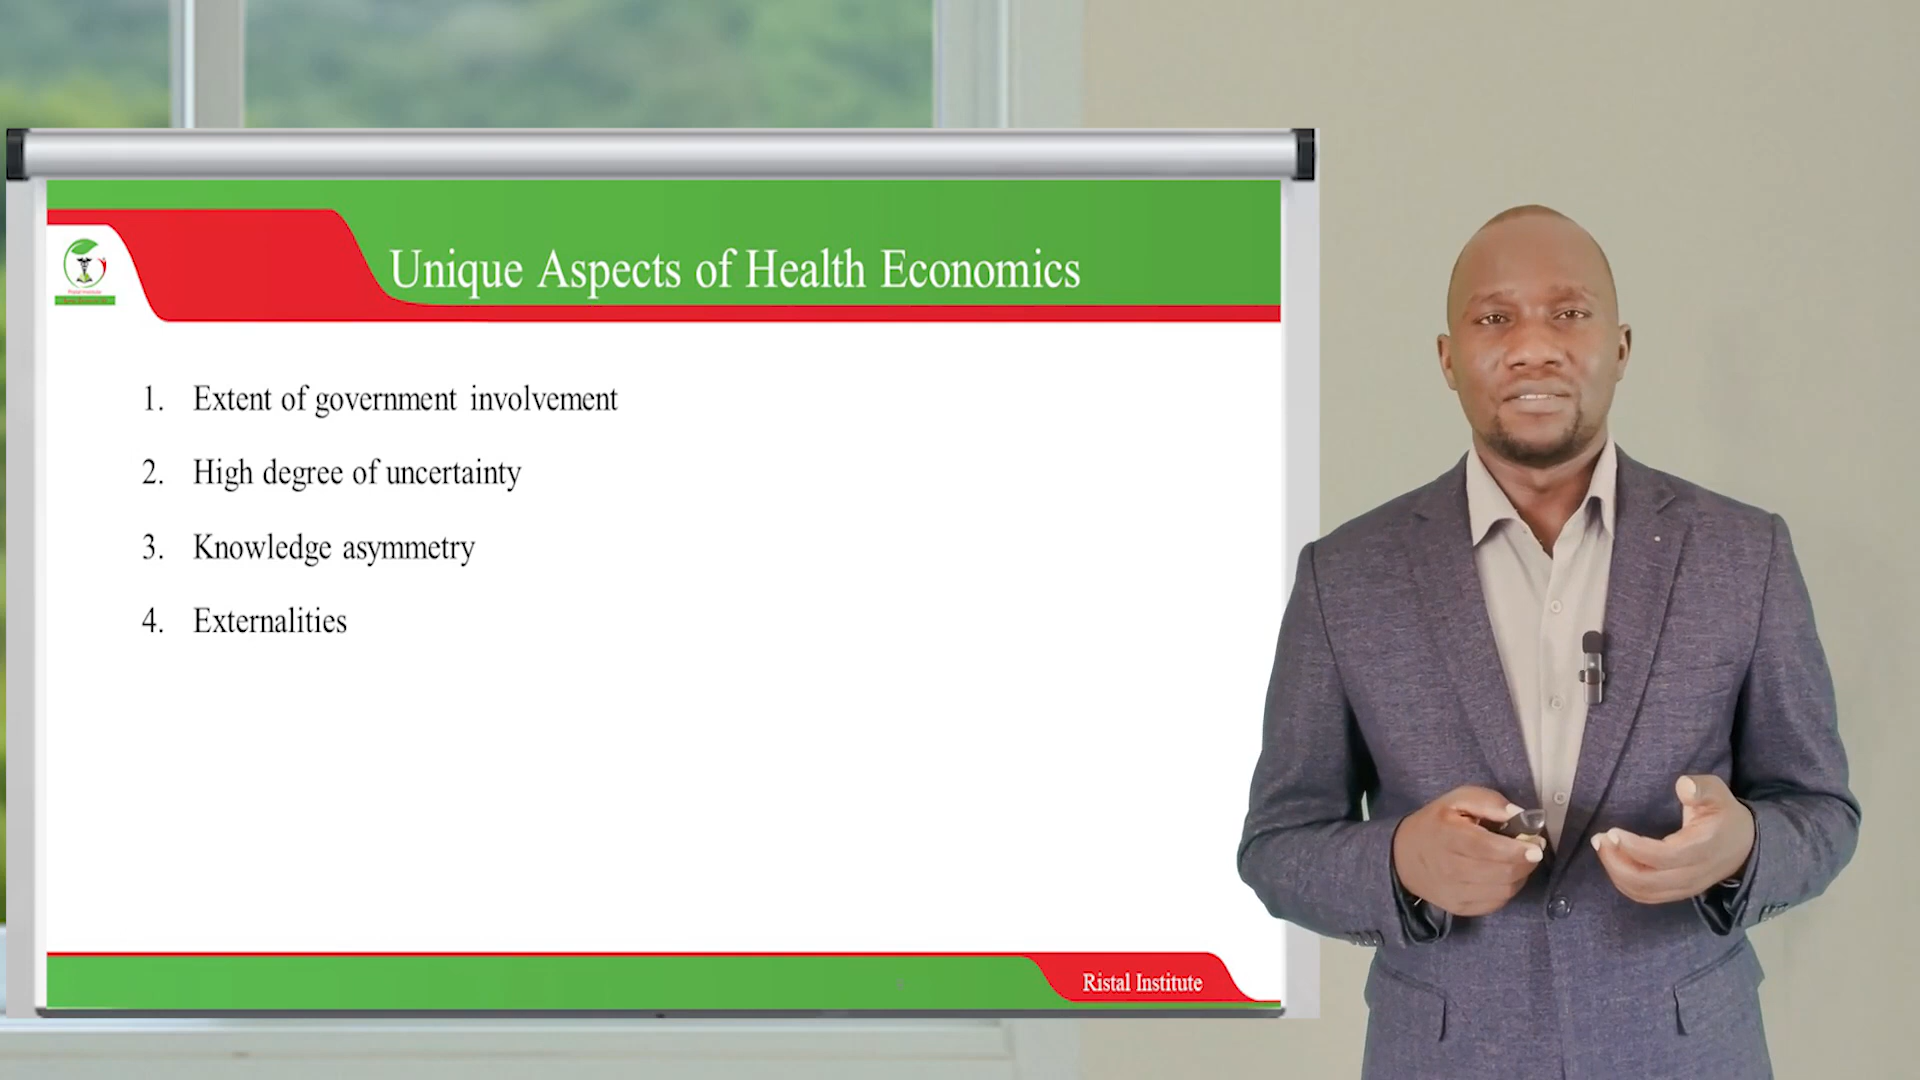 Unique Aspects of Health Economics
1. Extent of government involvement
2. High degree of uncertainty
3. Knowledge asymmetry
4. Externalities
Ristal Institute